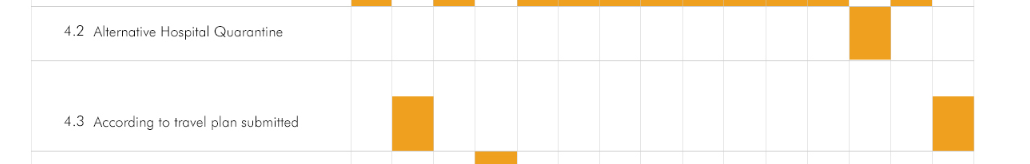 4.2 Alternative Hospital Quarantine
4.3 According to travel plan submitted